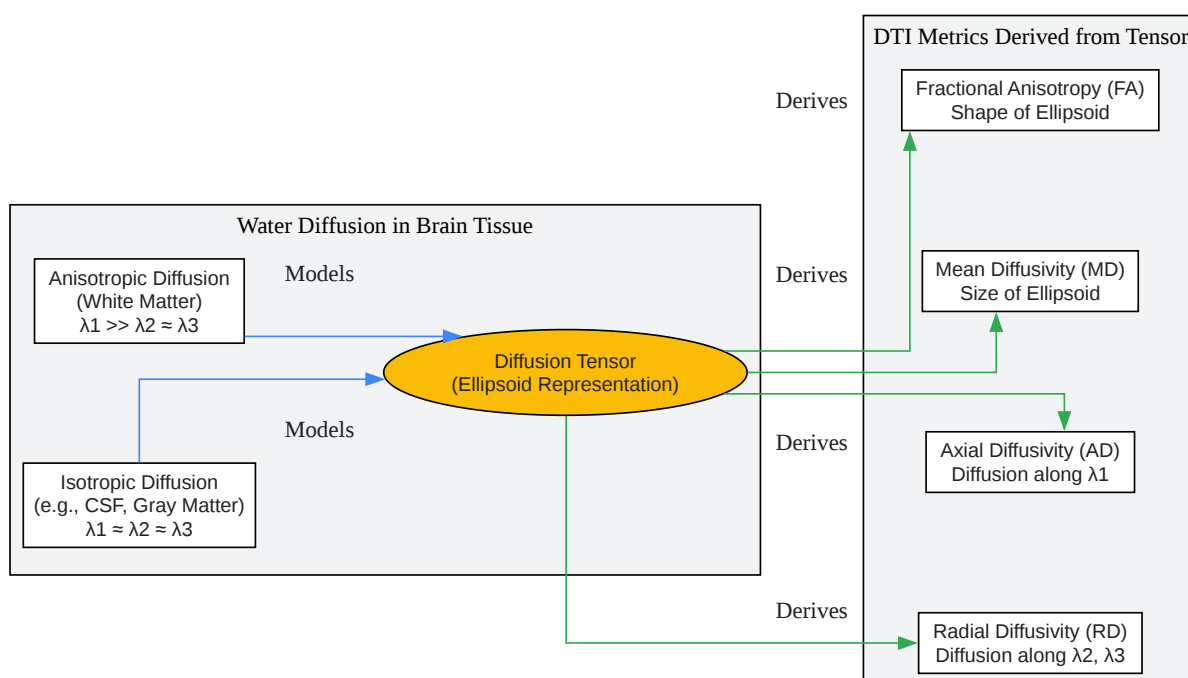 Water Diffusion in Brain Tissue
Anisotropic Diffusion
(White Matter)
λ1 >> λ2 ≈ λ3
Models
Isotropic Diffusion
(e.g., CSF, Gray Matter)
λ1 ≈ λ2 ≈ λ3
Models
Diffusion Tensor
(Ellipsoid Representation)
DTI Metrics Derived from Tensor
Derives
Fractional Anisotropy (FA)
Shape of Ellipsoid
Derives
Mean Diffusivity (MD)
Size of Ellipsoid
Derives
Axial Diffusivity (AD)
Diffusion along λ1
Derives
Radial Diffusivity (RD)
Diffusion along λ2, λ3